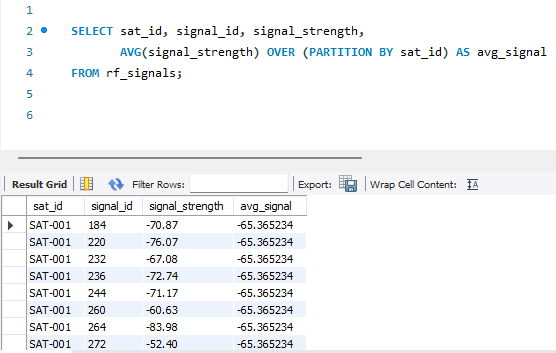 1
2 SELECT sat_id, signal_id, signal_strength,
3 AVG(signal_strength) OVER (PARTITION BY sat_id) AS avg_signal
4 FROM rf_signals;
5
6
Result Grid Filter Rows: Export: Wrap Cell Content: IA
sat_id signal_id signal_strength avg_signal
SAT-001 184 -70.87 -65.365234
SAT-001 220 -76.07 -65.365234
SAT-001 232 -67.08 -65.365234
SAT-001 236 -72.74 -65.365234
SAT-001 244 -71.17 -65.365234
SAT-001 260 -60.63 -65.365234
SAT-001 264 -83.98 -65.365234
SAT-001 272 -52.40 -65.365234